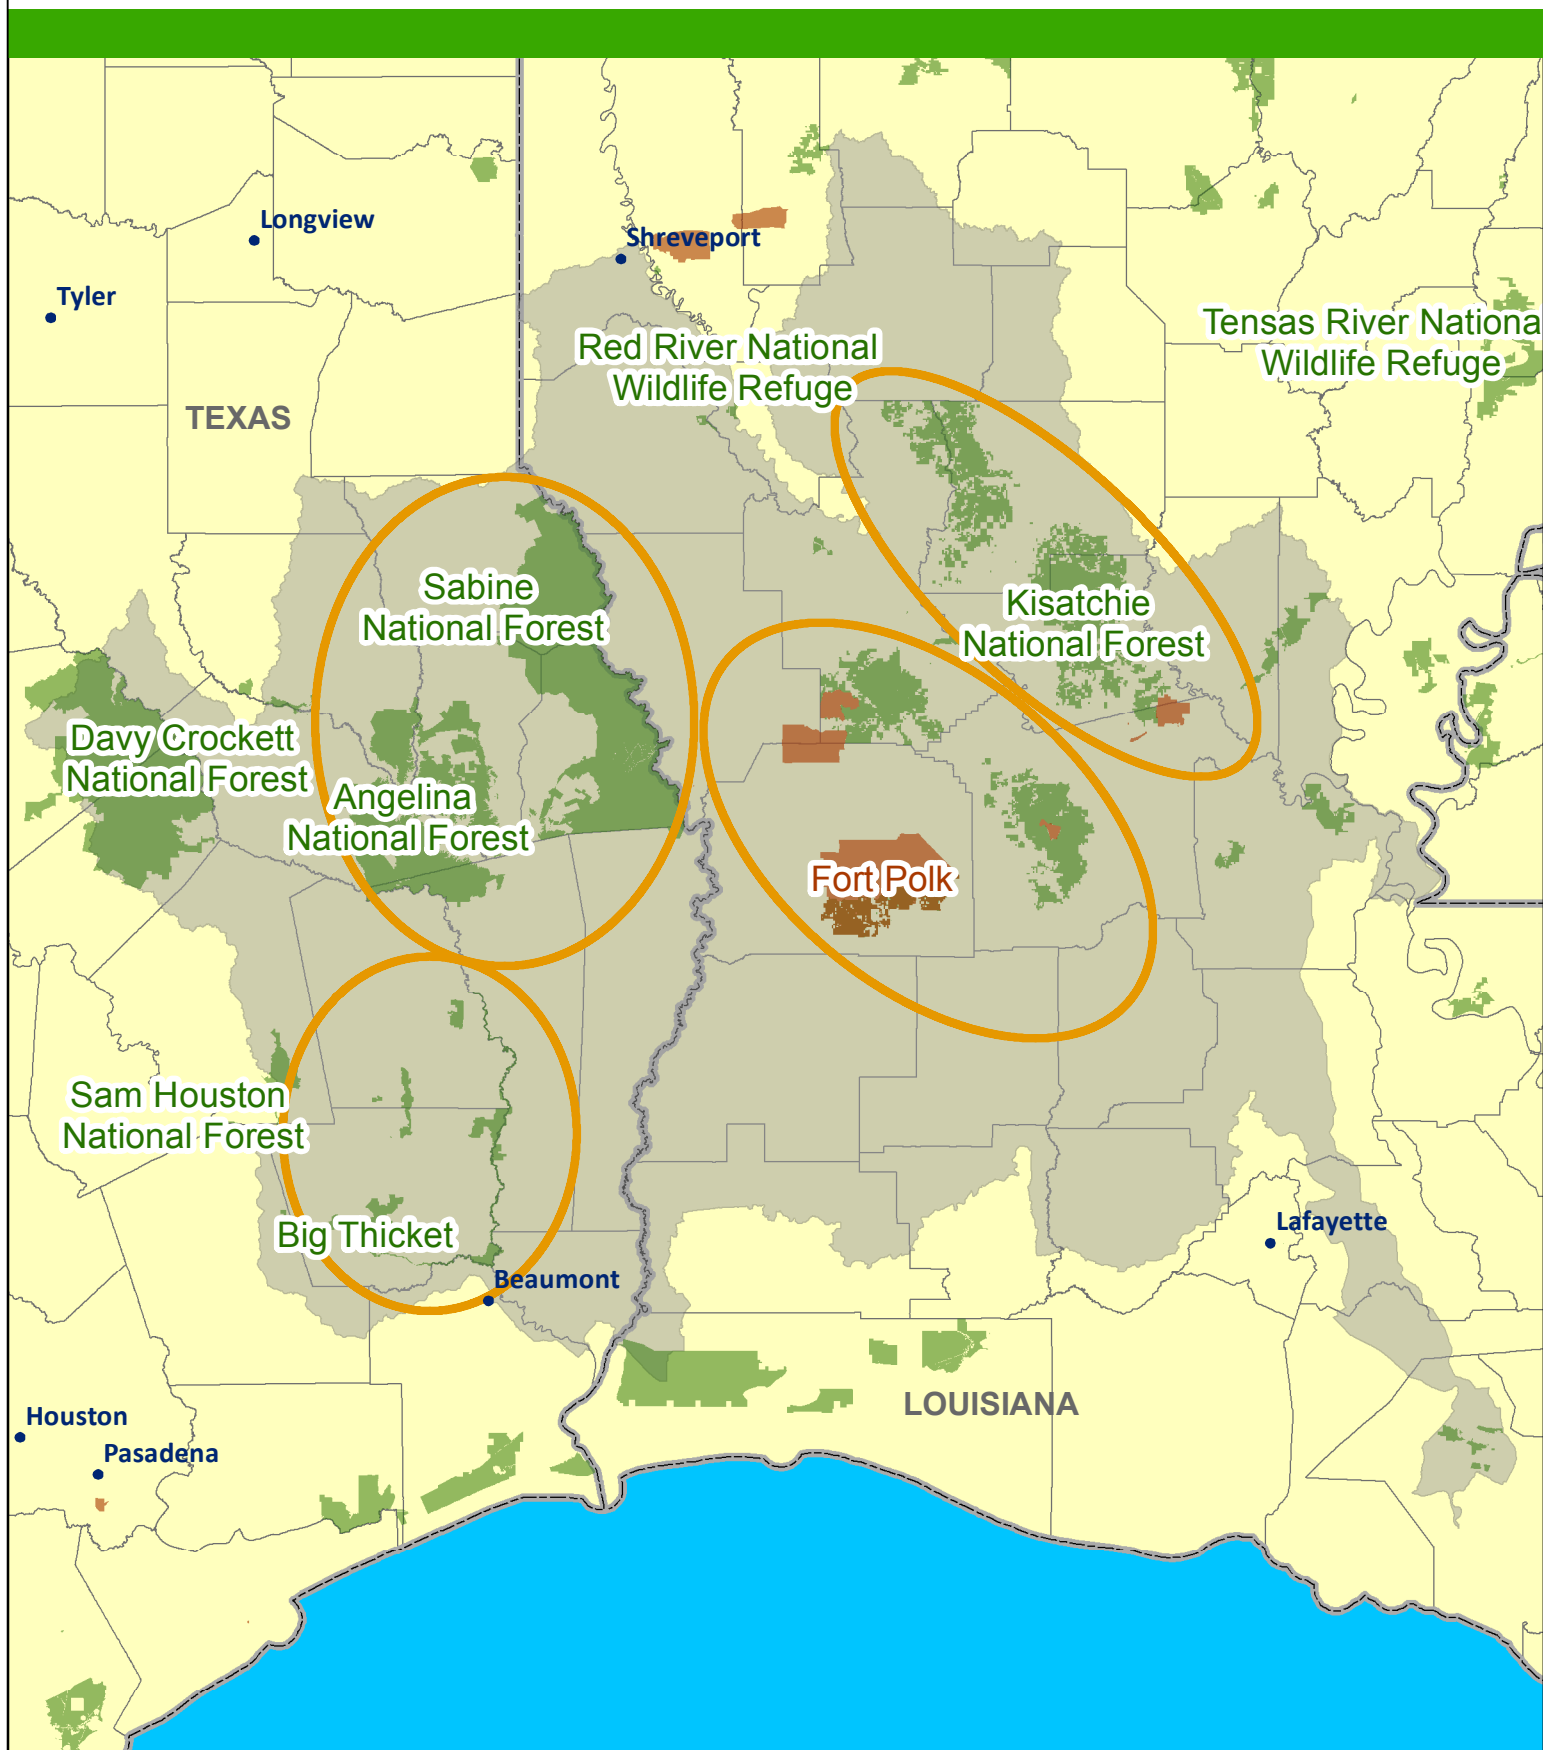 Longview
Shreveport
Tyler
Red River National
Wildlife Refuge
Tensas River Nationa
Wildlife Refuge
TEXAS
Sabine
National Forest
Kisatchie
National Forest
Davy Crockett
National Forest
Angelina
National Forest
Fort Polk
Sam Houston
National Forest
Big Thicket
Lafayette
Beaumont
LOUISIANA
Houston
Pasadena